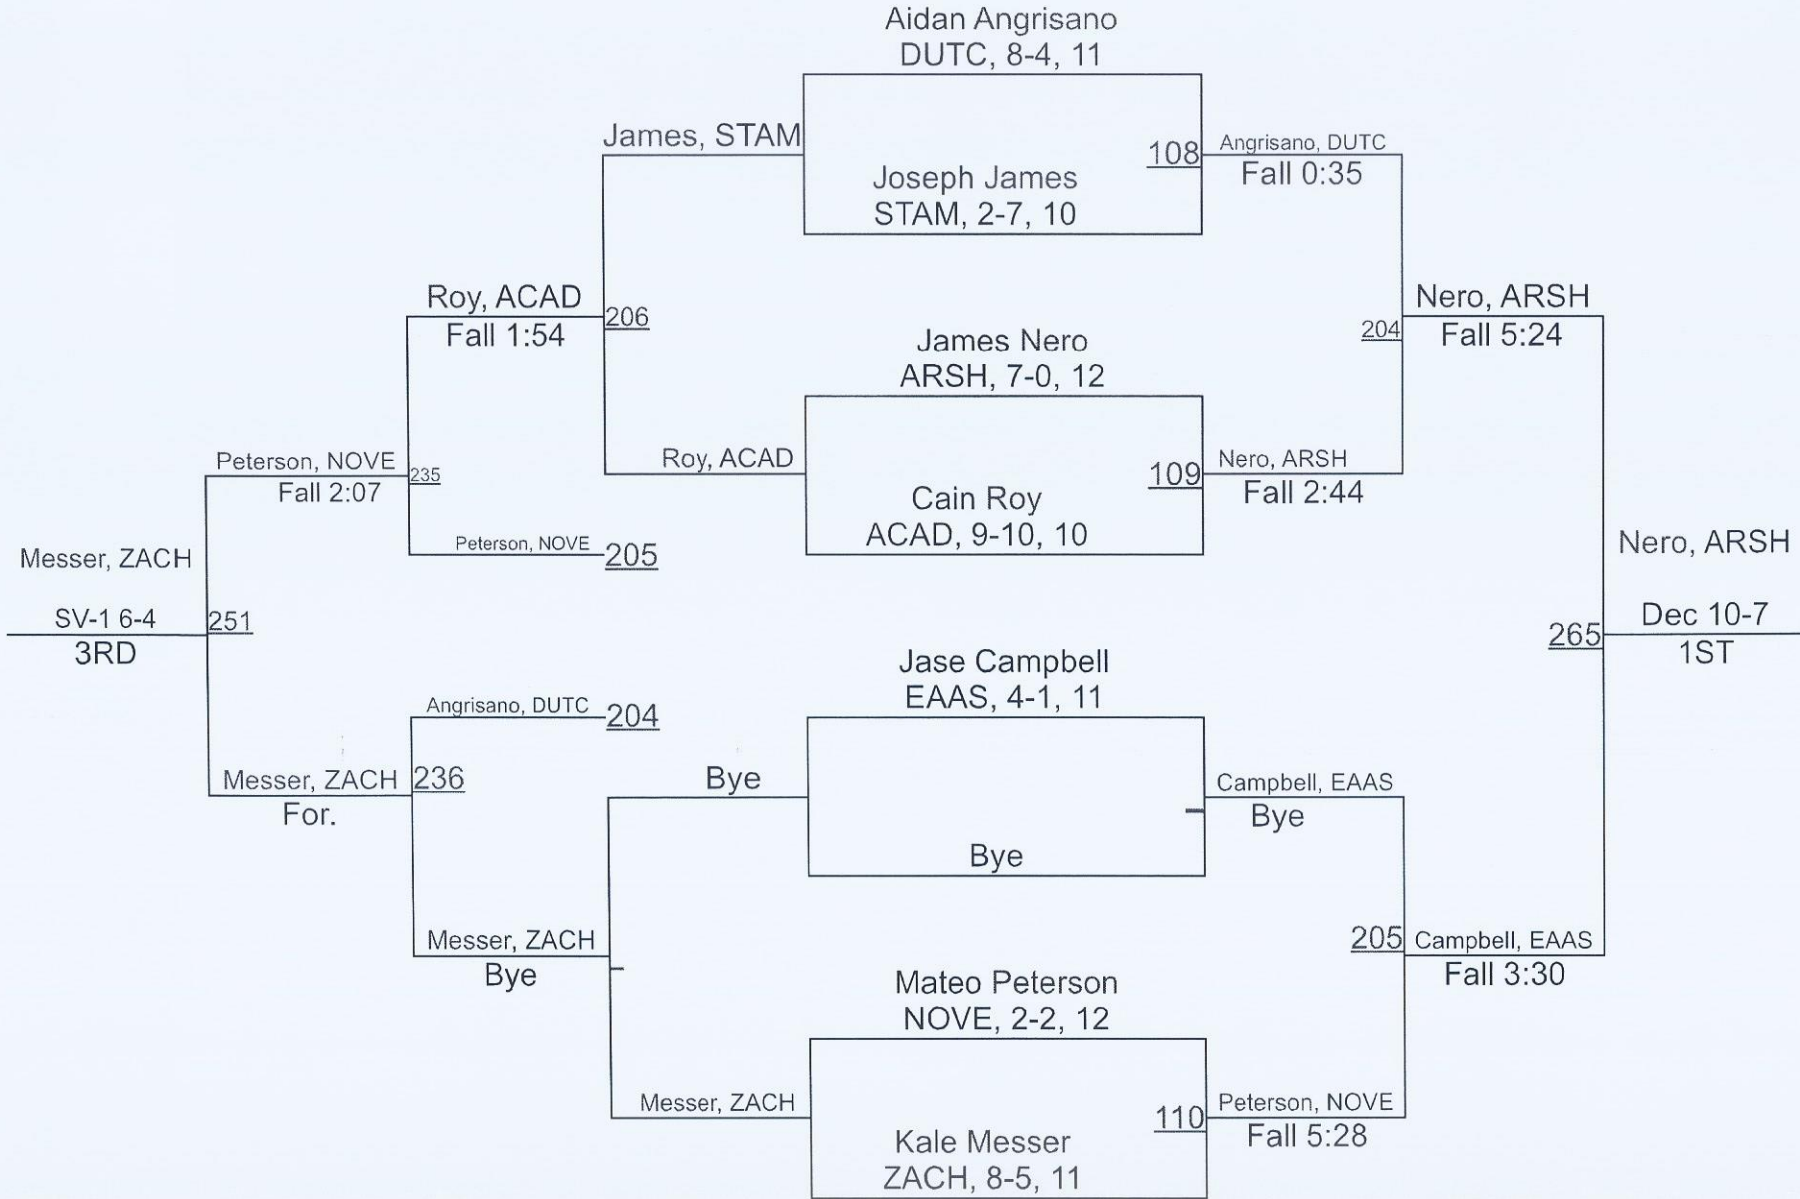 Aidan Angrisano
DUTC, 8-4, 11
James, STAM
108
Angrisano, DUTC
Fall 0:35
Joseph James
STAM, 2-7, 10
Roy, ACAD
Fall 1:54
206
James Nero
ARSH, 7-0, 12
204
Nero, ARSH
Fall 5:24
Peterson, NOVE
Fall 2:07
235
Roy, ACAD
109
Nero, ARSH
Fall 2:44
Cain Roy
ACAD, 9-10, 10
Peterson, NOVE
205
Messer, ZACH
SV-1 6-4
3RD
251
Nero, ARSH
Dec 10-7
1ST
265
Jase Campbell
EAAS, 4-1, 11
Angrisano, DUTC
204
Messer, ZACH
For.
236
Bye
Campbell, EAAS
Bye
Bye
Messer, ZACH
Bye
205
Campbell, EAAS
Fall 3:30
Mateo Peterson
NOVE, 2-2, 12
Messer, ZACH
110
Peterson, NOVE
Fall 5:28
Kale Messer
ZACH, 8-5, 11